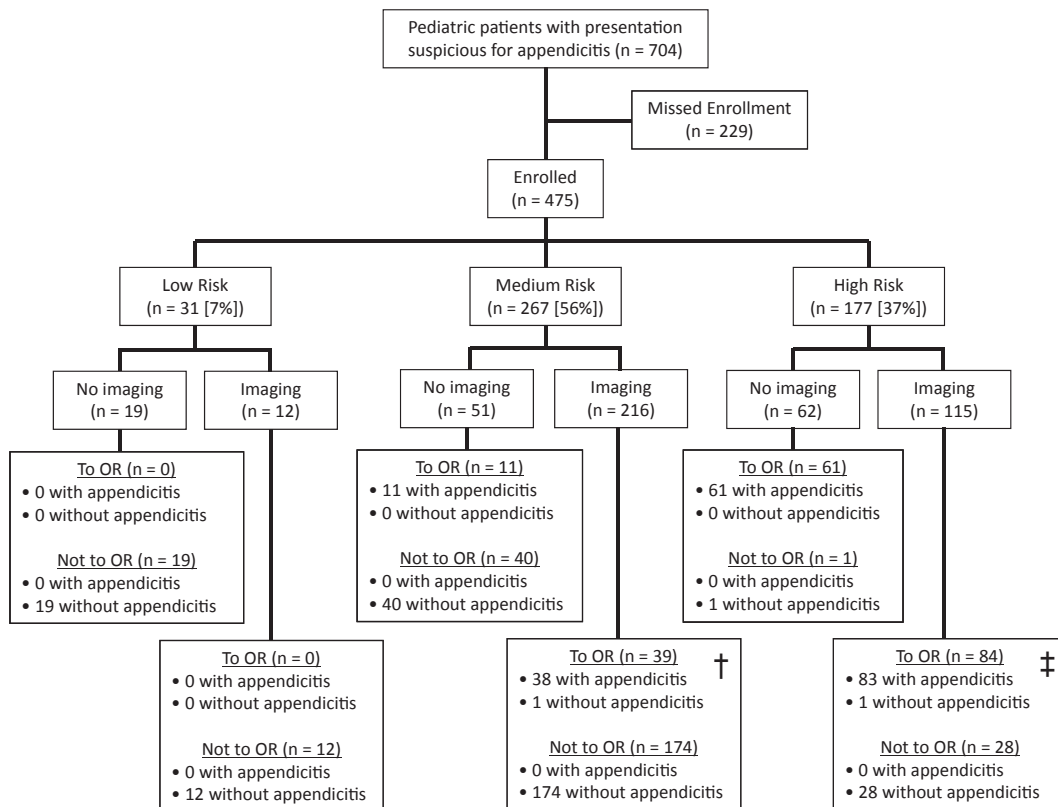 Pediatric patients with presentation
suspicious for appendicitis (n = 704)
Missed Enrollment
(n = 229)
Enrolled
(n = 475)
Low Risk
(n = 31 [7%])
Medium Risk
(n = 267 [56%])
High Risk
(n = 177 [37%])
No imaging
(n = 19)
Imaging
(n = 12)
No imaging
(n = 51)
Imaging
(n = 216)
No imaging
(n = 62)
Imaging
(n = 115)
To OR (n = 0)
• 0 with appendicitis
• 0 without appendicitis
Not to OR (n = 19)
• 0 with appendicitis
• 19 without appendicitis
To OR (n = 11)
• 11 with appendicitis
• 0 without appendicitis
Not to OR (n = 40)
• 0 with appendicitis
• 40 without appendicitis
To OR (n = 61)
• 61 with appendicitis
• 0 without appendicitis
Not to OR (n = 1)
• 0 with appendicitis
• 1 without appendicitis
To OR (n = 0)
• 0 with appendicitis
• 0 without appendicitis
Not to OR (n = 12)
• 0 with appendicitis
• 12 without appendicitis
To OR (n = 39) †
• 38 with appendicitis
• 1 without appendicitis
Not to OR (n = 174)
• 0 with appendicitis
• 174 without appendicitis
To OR (n = 84) ‡
• 83 with appendicitis
• 1 without appendicitis
Not to OR (n = 28)
• 0 with appendicitis
• 28 without appendicitis